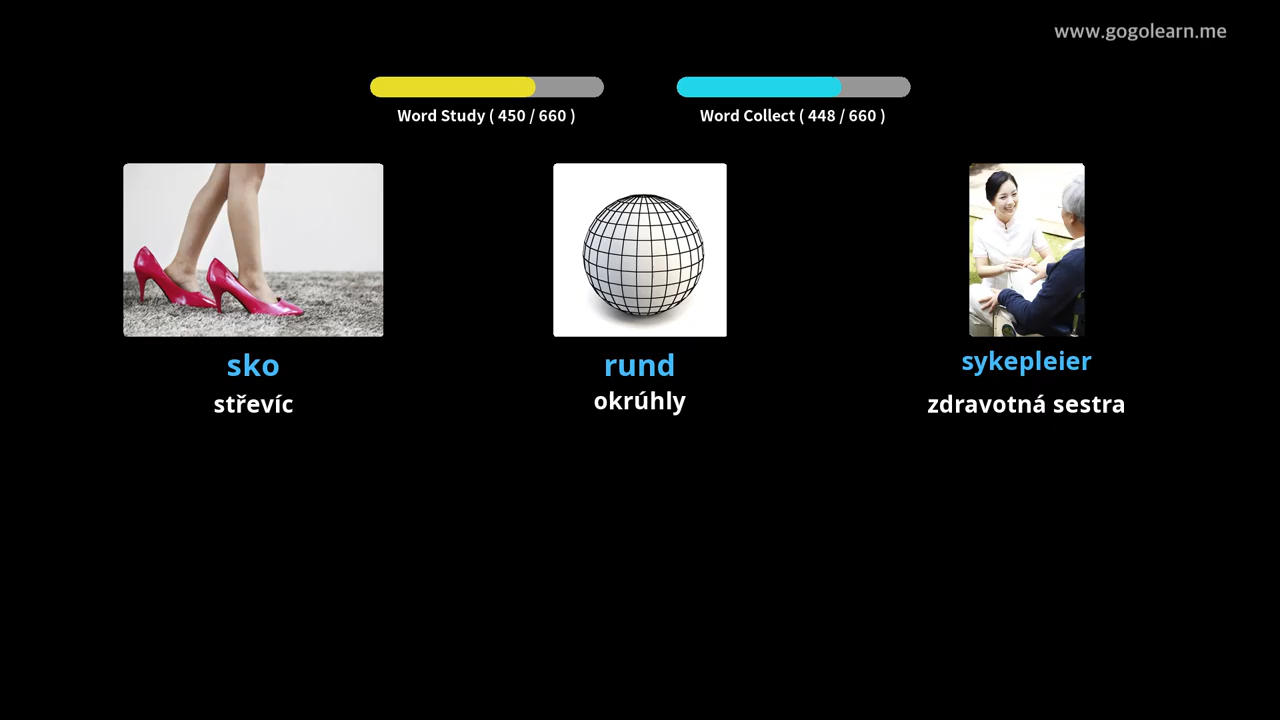 www.gogolearn.me
Word Study ( 450 / 660 )
Word Collect ( 448 / 660 )
sko
rund
sykepleier
střevíc
okrúhly
zdravotná sestra